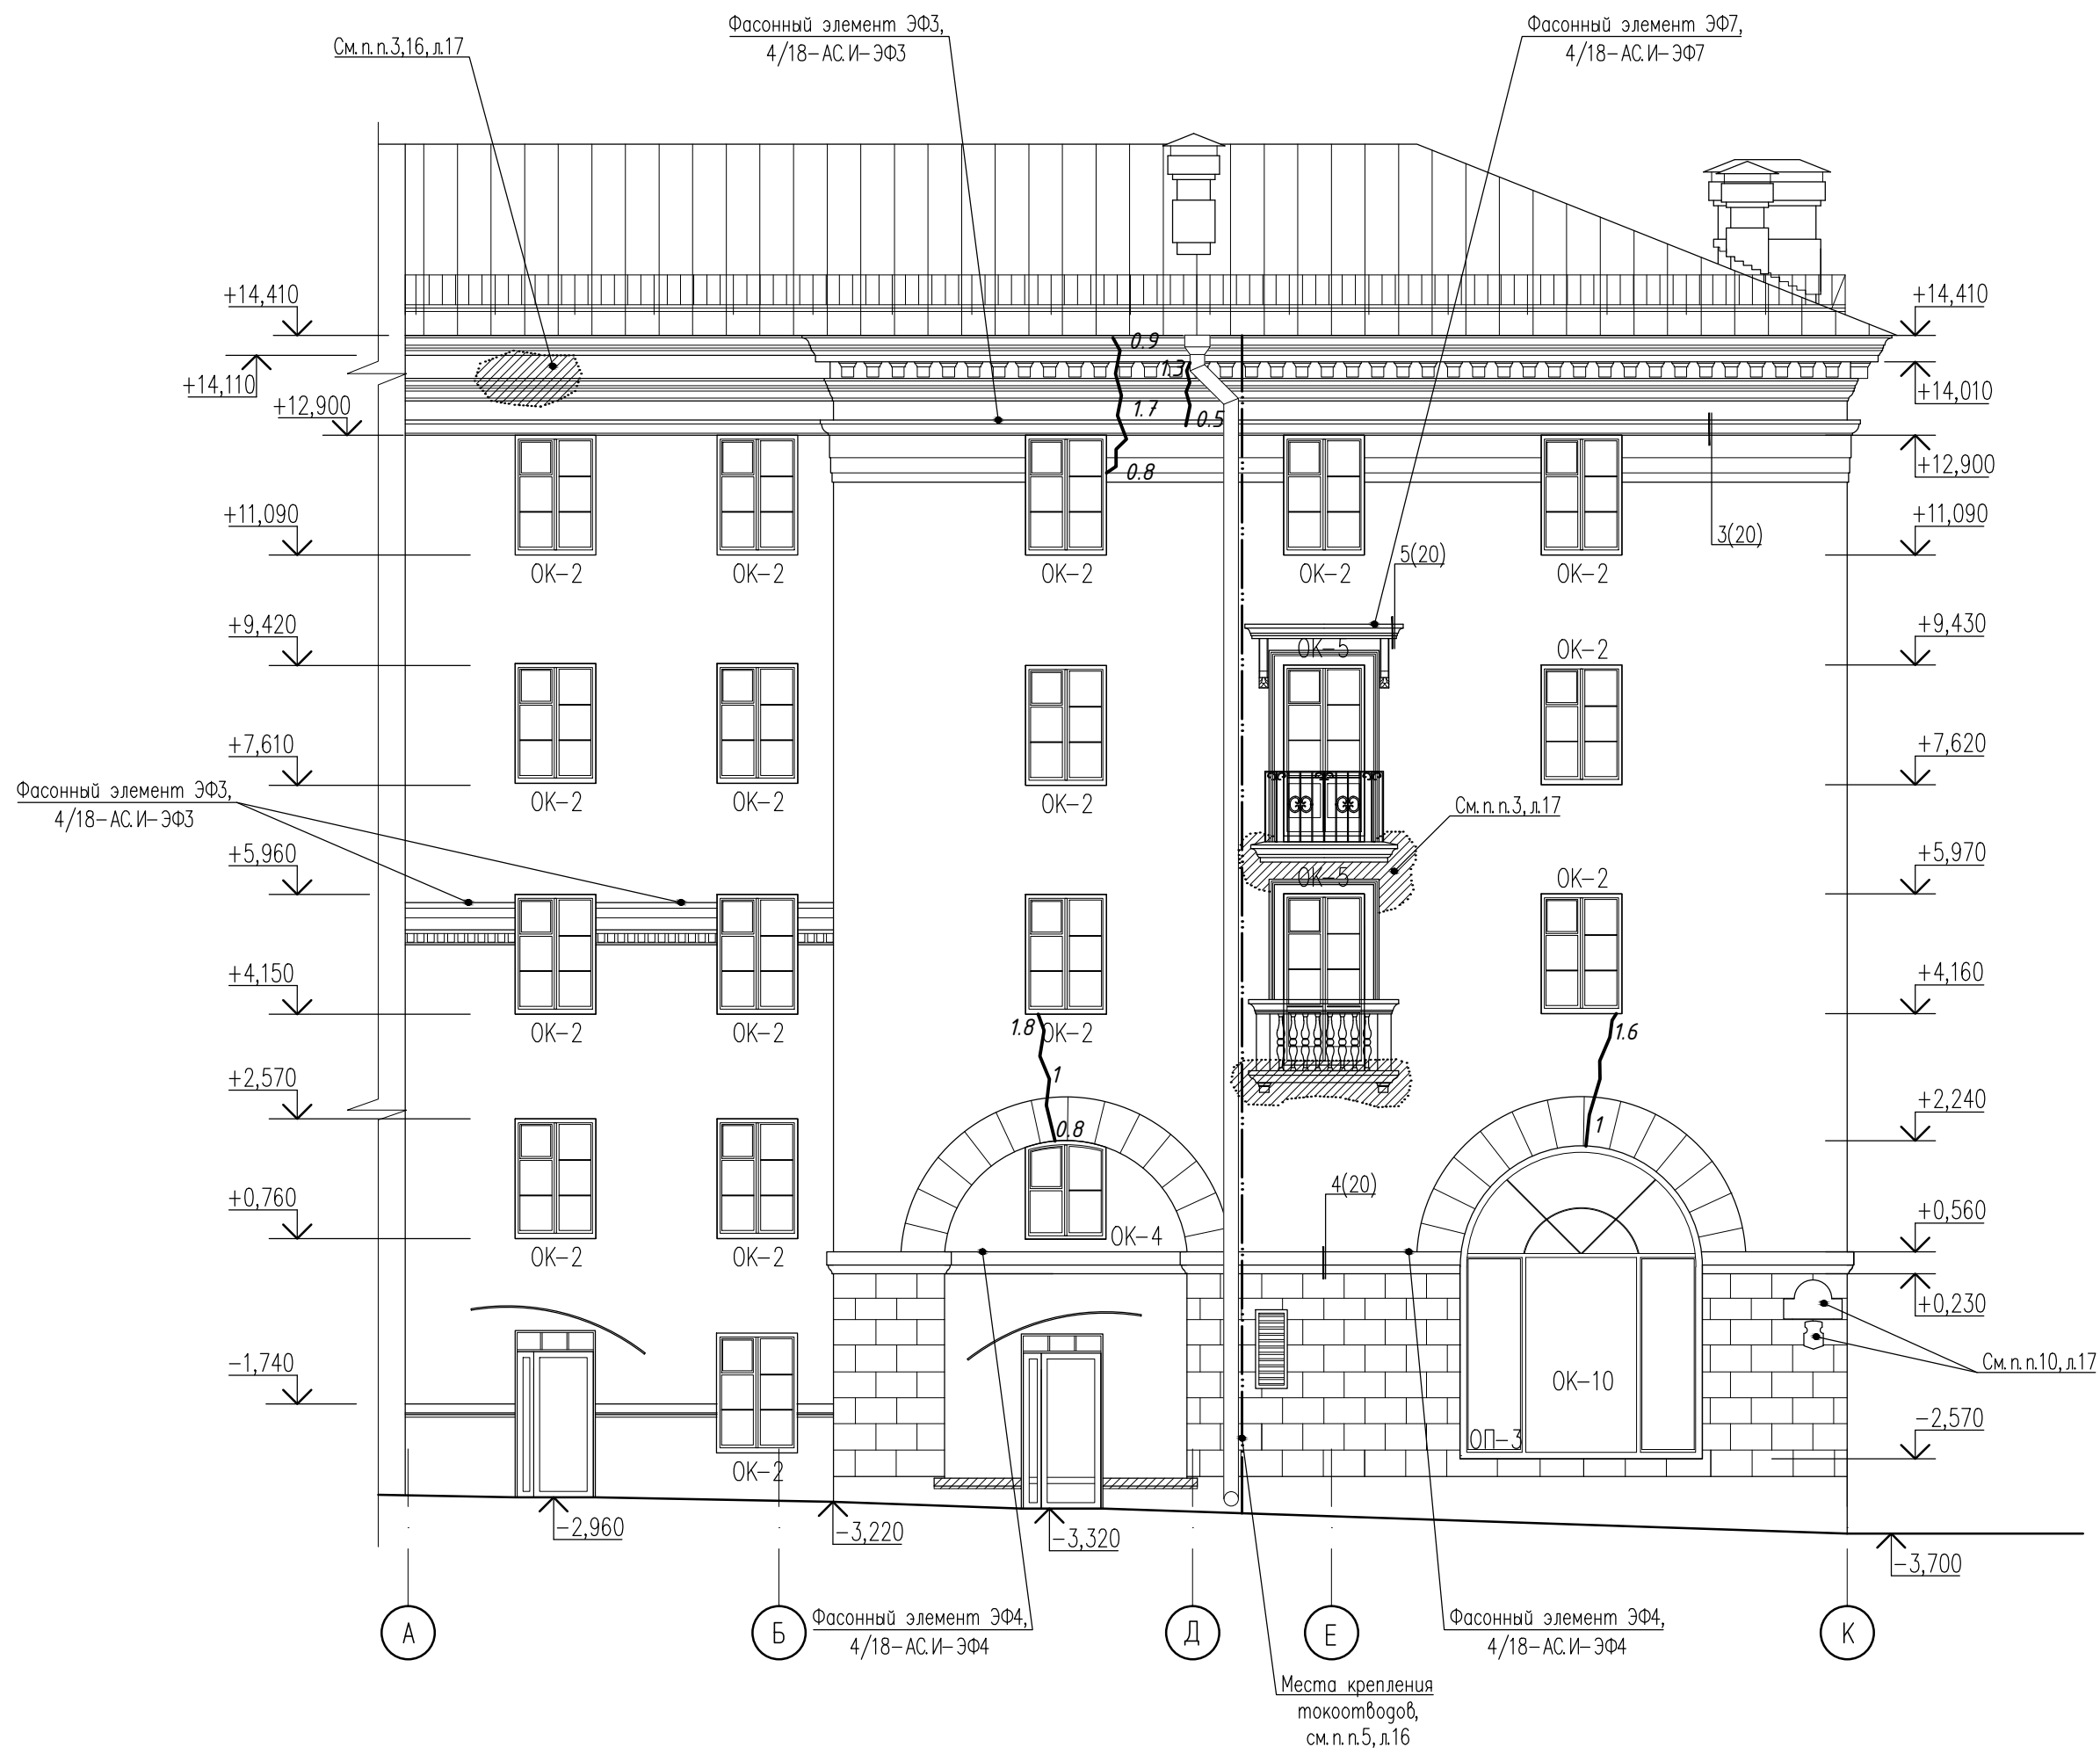 Фасонный элемент ЭФ3,
4/18-АС.И-ЭФ3
Фасонный элемент ЭФ7,
4/18-АС.И-ЭФ7
См.п.п.3,16,л.17
+14,410
+14,110
+12,900
+11,090
+9,420
+7,610
Фасонный элемент ЭФ3,
4/18-АС.И-ЭФ3
+5,960
+4,150
+2,570
+0,760
-1,740
0.9
1.3
1.7
0.5
0.8
ОК-2
ОК-2
ОК-2
ОК-2
ОК-2
3(20)
5(20)
ОК-5
ОК-2
ОК-2
ОК-2
ОК-2
См.п.п.3,л.17
ОК-5
ОК-2
ОК-2
ОК-2
1.8
ОК-2
1.6
1
0.8
1
4(20)
ОК-4
ОК-2
ОК-2
ОК-10
ОП-3
ОК-2
+14,410
+14,010
+12,900
+11,090
+9,430
+7,620
+5,970
+4,160
+2,240
+0,560
+0,230
См.п.п.10,л.17
-2,570
-2,960
-3,220
-3,320
-3,700
А
Б
Д
Е
К
Фасонный элемент ЭФ4,
4/18-АС.И-ЭФ4
Фасонный элемент ЭФ4,
4/18-АС.И-ЭФ4
Места крепления
токоотводов,
см.п.п.5,л.16